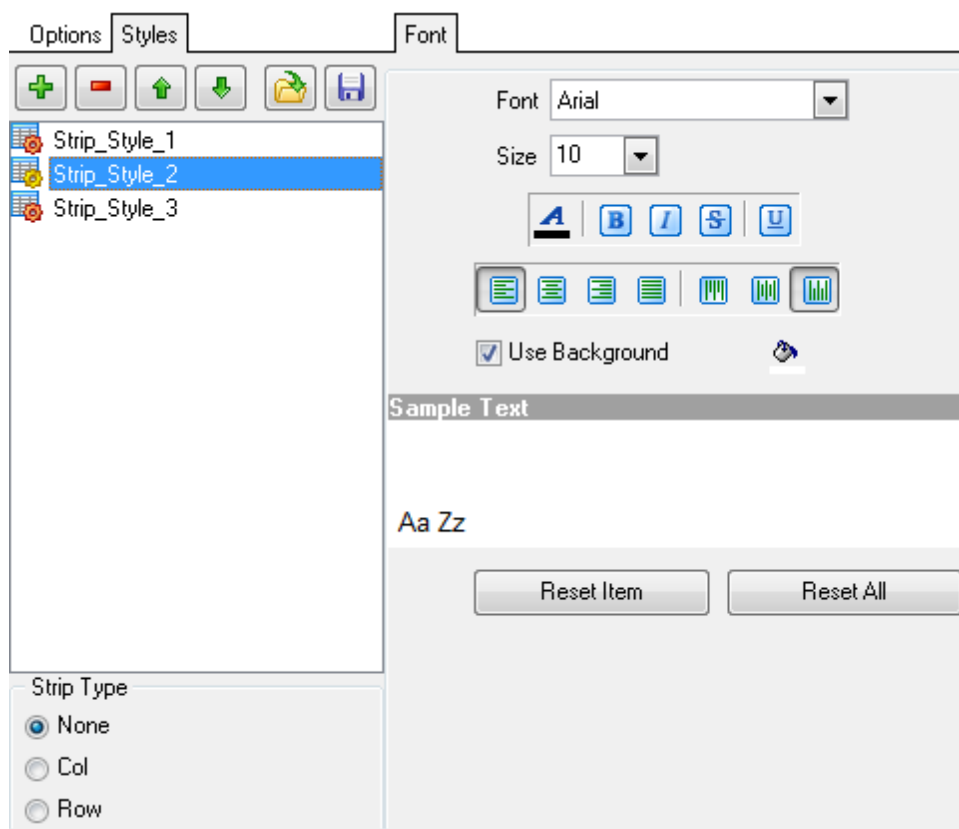 Options Styles
Font
Strip_Style_1
Strip_Style_2
Strip_Style_3
Strip Type
None
Col
Row
Font Arial
Size 10
A B I S U
Use Background
Sample Text
Aa Zz
Reset Item Reset All